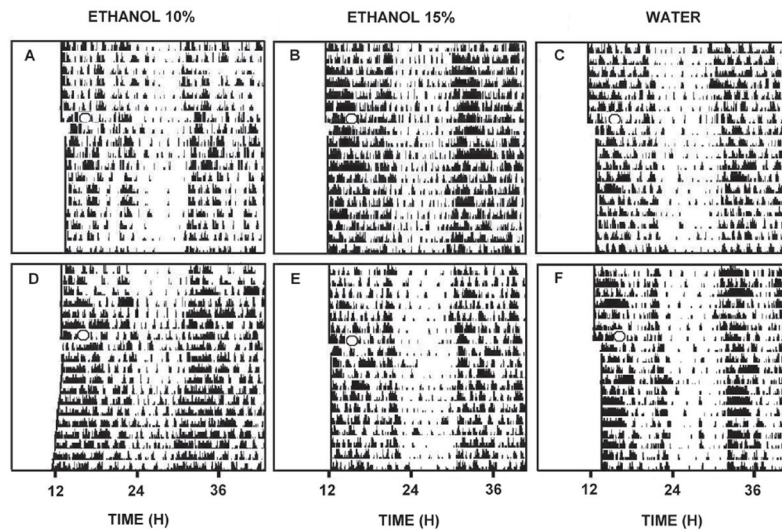 ETHANOL 10% ETHANOL 15% WATER
A B C
D E F
12 24 36 12 24 36 12 24 36
TIME (H) TIME (H) TIME (H)